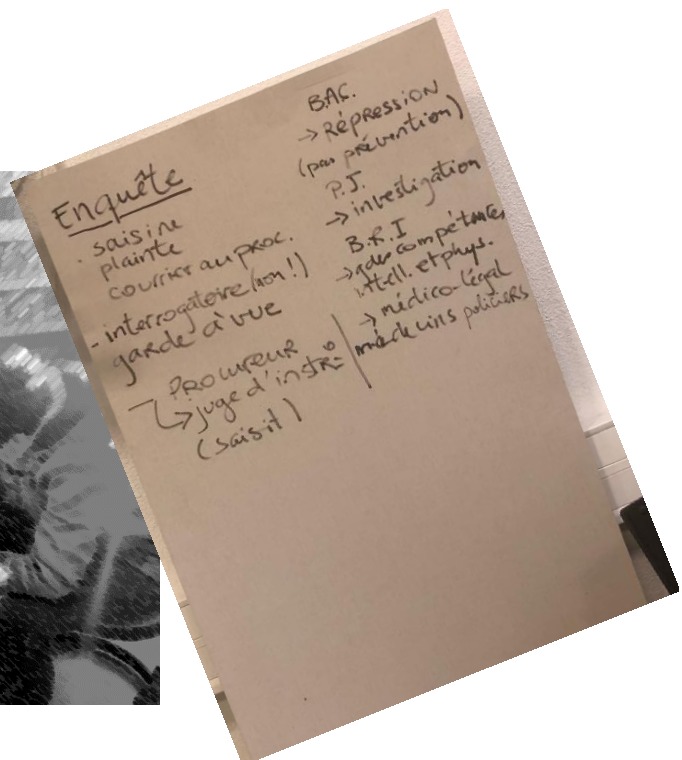 Enquête
. saisine
plainte
courrier au proc.
- interrogatoire (non !)
garde à vue
Procureur
↳ juge d'instr.
(saisit)
B.A.C.
→ Répression
(pas prévention)
P.J.
→ investigation
B.R.I
→ compétences
intell. et phys.
→ médico-légal
médecins policiers